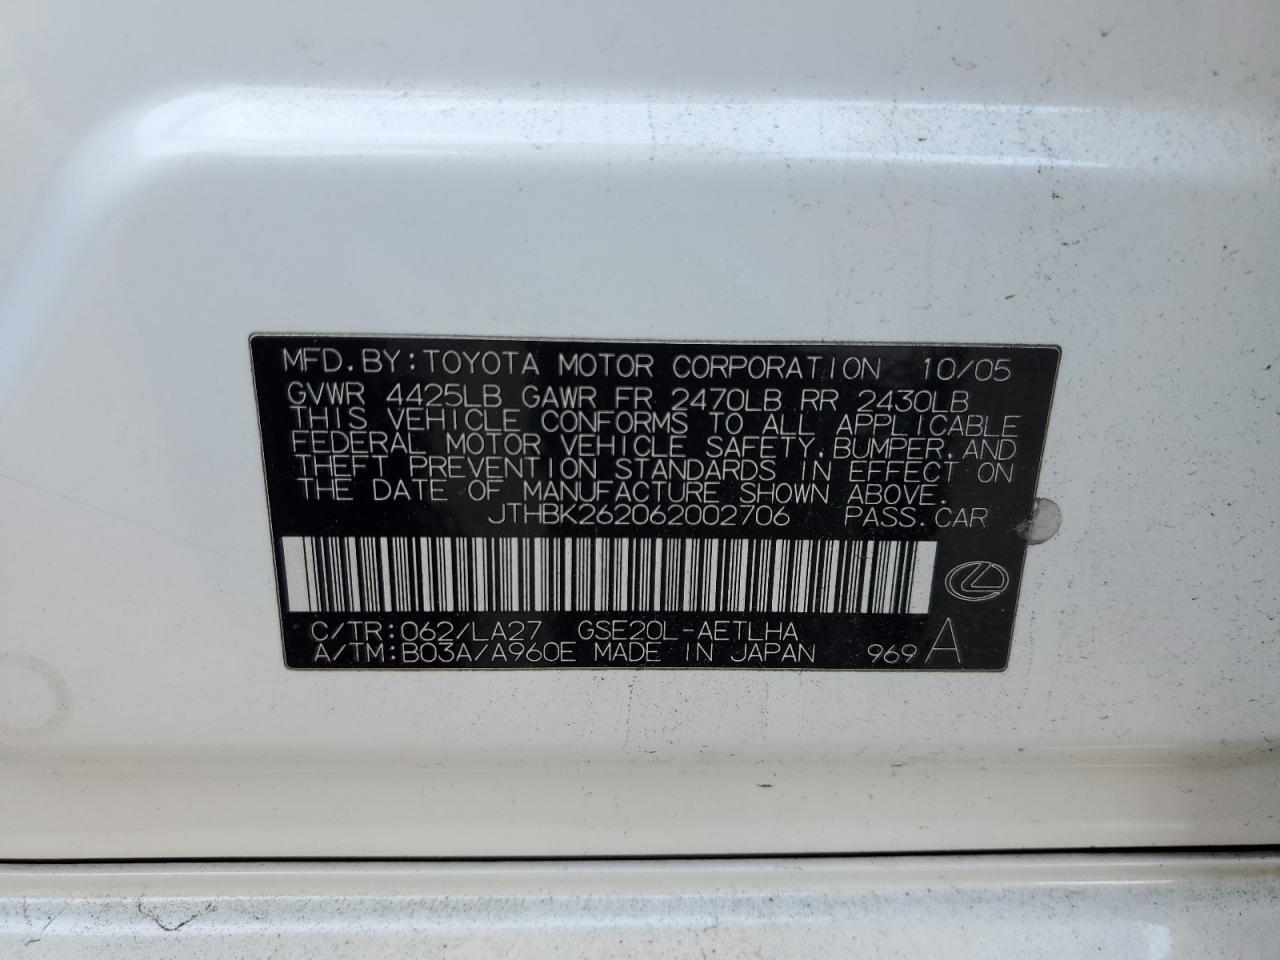 MFD. BY: TOYOTA MOTOR CORPORATION 10/05
GVWR 4425LB GAWR FR 2470LB RR 2430LB
THIS VEHICLE CONFORMS TO ALL APPLICABLE
FEDERAL MOTOR VEHICLE SAFETY, BUMPER, AND
THEFT PREVENTION STANDARDS IN EFFECT ON
THE DATE OF MANUFACTURE SHOWN ABOVE.
JTHBK262062002706 PASS. CAR
C/TR: 062/LA27 GSE20L-AETLHA
A/TM: B03A/A960E MADE IN JAPAN 969 A